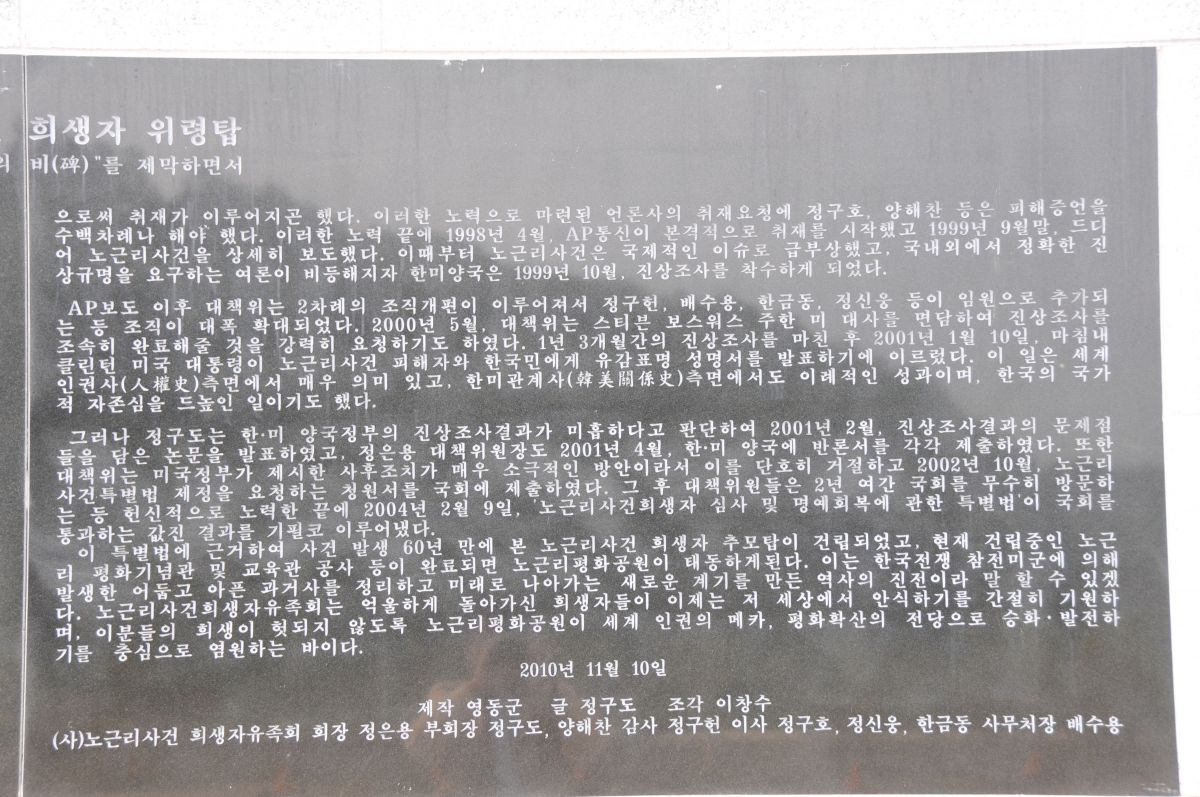 희생자 위령탑
의 비(碑)"를 제막하면서
으로써 취재가 이루어지곤 했다. 이러한 노력으로 마련된 언론사의 취재요청에 정구호, 양해찬 등은 피해증언을
수백차례나 해야 했다. 이러한 노력 끝에 1998년 4월, AP통신이 본격적으로 취재를 시작했고 1999년 9월말, 드디
어 노근리사건을 상세히 보도했다. 이때부터 노근리사건은 국제적인 이슈로 급부상했고, 국내외에서 정확한 진
상규명을 요구하는 여론이 비등해지자 한미양국은 1999년 10월, 진상조사를 착수하게 되었다.
AP보도 이후 대책위는 2차례의 조직개편이 이루어져서 정구헌, 배수용, 한금동, 정신웅 등이 임원으로 추가되
는 등 조직이 대폭 확대되었다. 2000년 5월, 대책위는 스티븐 보스워스 주한 미 대사를 면담하여 진상조사를
조속히 완료해줄 것을 강력히 요청하기도 하였다. 1년 3개월간의 진상조사를 마친 후 2001년 1월 10일, 마침내
클린턴 미국 대통령이 노근리사건 피해자와 한국민에게 유감표명 성명서를 발표하기에 이르렀다. 이 일은 세계
인권사(人權史)측면에서 매우 의미 있고, 한미관계사(韓美關係史)측면에서도 이례적인 성과이며, 한국의 국가
적 자존심을 드높인 일이기도 했다.
그러나 정구도는 한·미 양국정부의 진상조사결과가 미흡하다고 판단하여 2001년 2월, 진상조사결과의 문제점
들을 담은 논문을 발표하였고, 정은용 대책위원장도 2001년 4월, 한·미 양국에 반론서를 각각 제출하였다. 또한
대책위는 미국정부가 제시한 사후조치가 매우 소극적인 방안이라서 이를 단호히 거절하고 2002년 10월, 노근리
사건특별법 제정을 요청하는 청원서를 국회에 제출하였다. 그 후 대책위원들은 2년 여간 국회를 무수히 방문하
는 등 헌신적으로 노력한 끝에 2004년 2월 9일, '노근리사건희생자 심사 및 명예회복에 관한 특별법'이 국회를
통과하는 값진 결과를 기필코 이루어냈다.
이 특별법에 근거하여 사건 발생 60년 만에 본 노근리사건 희생자 추모탑이 건립되었고, 현재 건립중인 노근
리 평화기념관 및 교육관 공사 등이 완료되면 노근리평화공원이 태동하게된다. 이는 한국전쟁 참전미군에 의해
발생한 어둡고 아픈 과거사를 정리하고 미래로 나아가는 새로운 계기를 만든 역사의 진전이라 말 할 수 있겠
다. 노근리사건희생자유족회는 억울하게 돌아가신 희생자들이 이제는 저 세상에서 안식하기를 간절히 기원하
며, 이분들의 희생이 헛되지 않도록 노근리평화공원이 세계 인권의 메카, 평화확산의 전당으로 승화·발전하
기를 충심으로 염원하는 바이다.
2010년 11월 10일
제작 영동군 글 정구도 조각 이창수
(사)노근리사건 희생자유족회 회장 정은용 부회장 정구도, 양해찬 감사 정구헌 이사 정구호, 정신웅, 한금동 사무처장 배수용